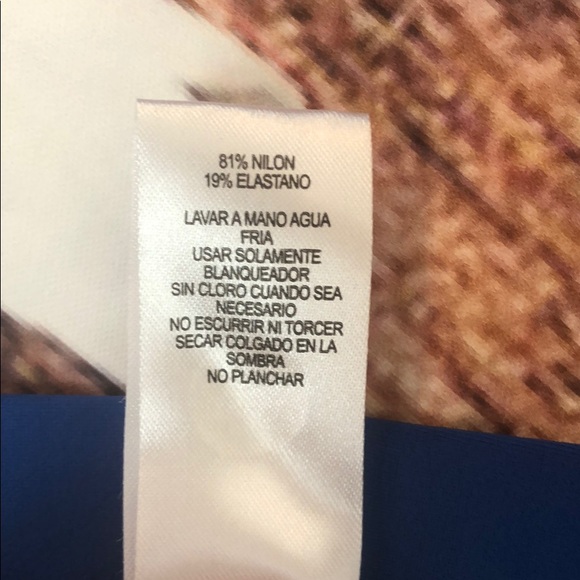 81% NILON
19% ELASTANO
LAVAR A MANO AGUA
FRIA
USAR SOLAMENTE
BLANQUEADOR
SIN CLORO CUANDO SEA
NECESARIO
NO ESCURRIR NI TORCER
SECAR COLGADO EN LA
SOMBRA
NO PLANCHAR